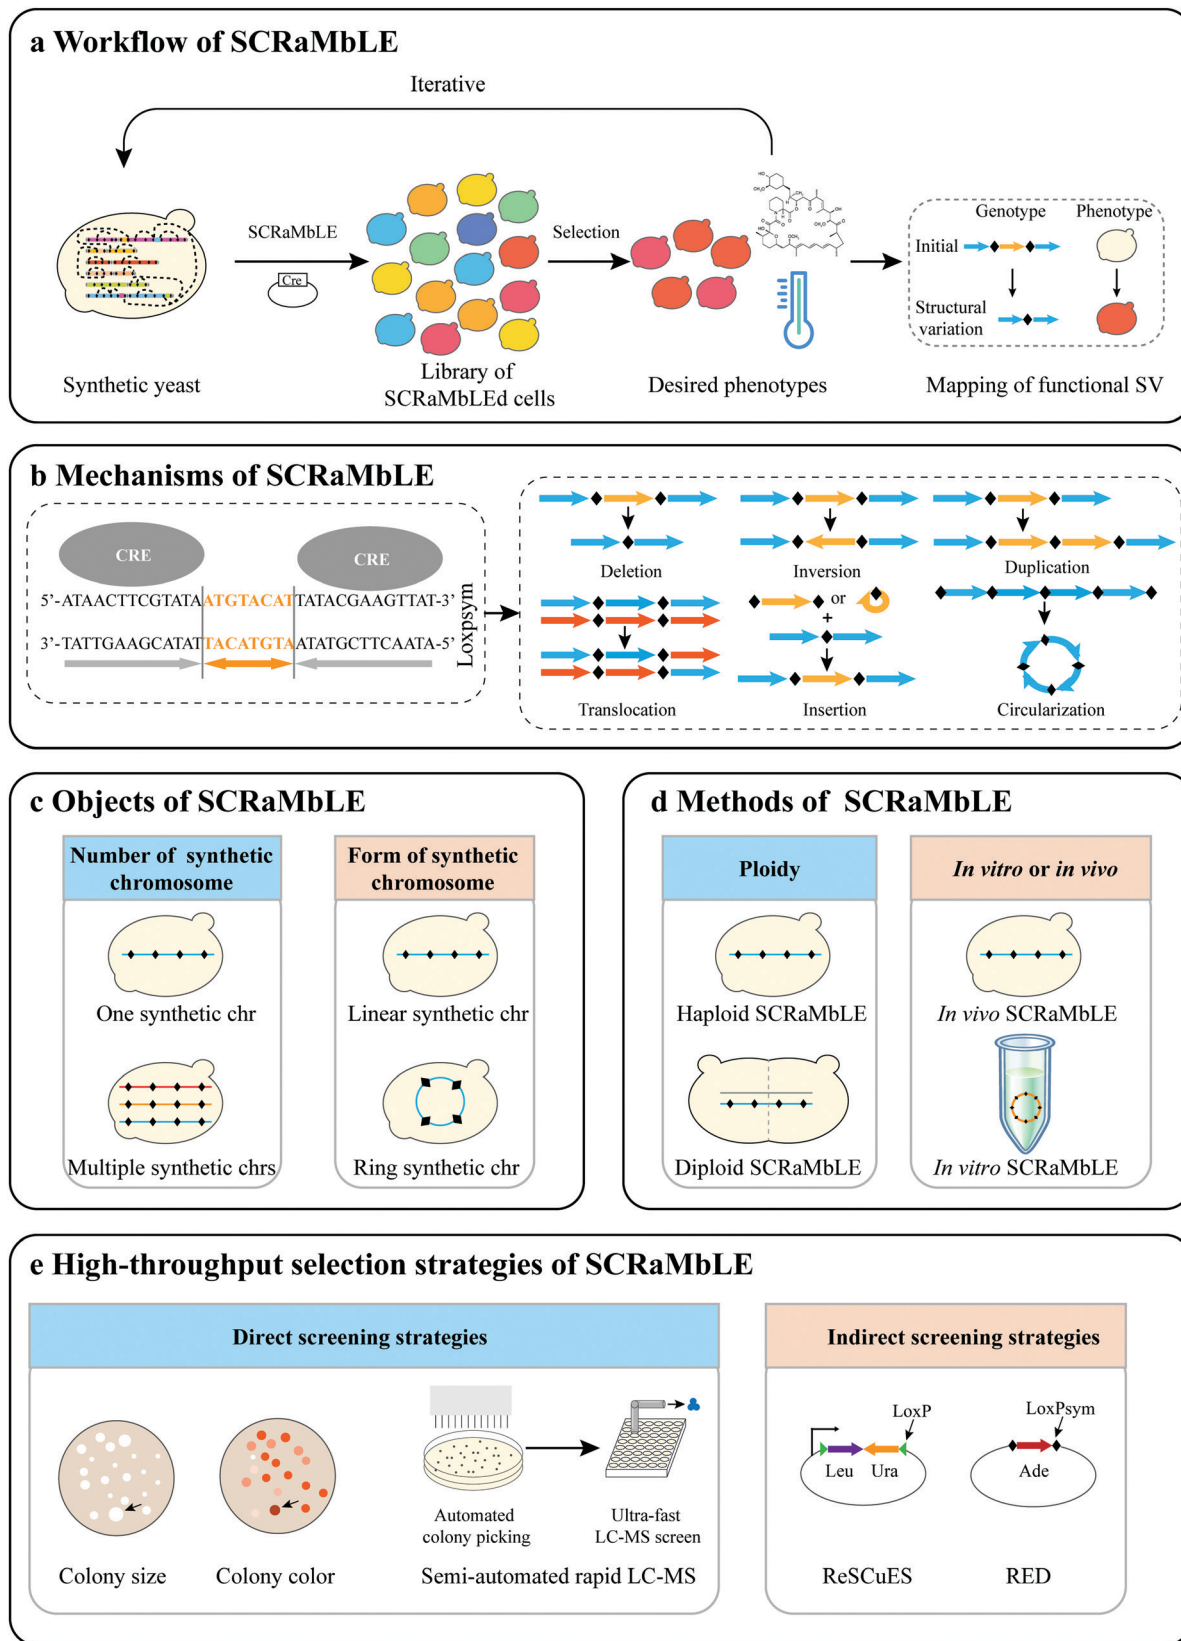 a Workflow of SCRaMbLE
Iterative
SCRaMbLE
Cre
Selection
HO
CH₃O
Genotype
Phenotype
Initial
Structural
variation
Synthetic yeast
Library of
SCRaMbLEd cells
Desired phenotypes
Mapping of functional SV
b Mechanisms of SCRaMbLE
CRE
CRE
5’-ATAACTTCGTATAATGTACATTATACGAAGTTAT-3’
3’-TATTGAAGCATATTACATGTAATATGCTTCAATA-5’
Loxpsym
Deletion
Inversion
Duplication
or
+
Translocation
Insertion
Circularization
c Objects of SCRaMbLE
Number of synthetic
chromosome
One synthetic chr
Multiple synthetic chrs
Form of synthetic
chromosome
Linear synthetic chr
Ring synthetic chr
d Methods of SCRaMbLE
Ploidy
Haploid SCRaMbLE
Diploid SCRaMbLE
In vitro or in vivo
In vivo SCRaMbLE
In vitro SCRaMbLE
e High-throughput selection strategies of SCRaMbLE
Direct screening strategies
Colony size
Colony color
Automated
colony picking
Ultra-fast
LC-MS screen
Semi-automated rapid LC-MS
Indirect screening strategies
LoxP
Leu Ura
ReSCuES
LoxPsym
Ade
RED